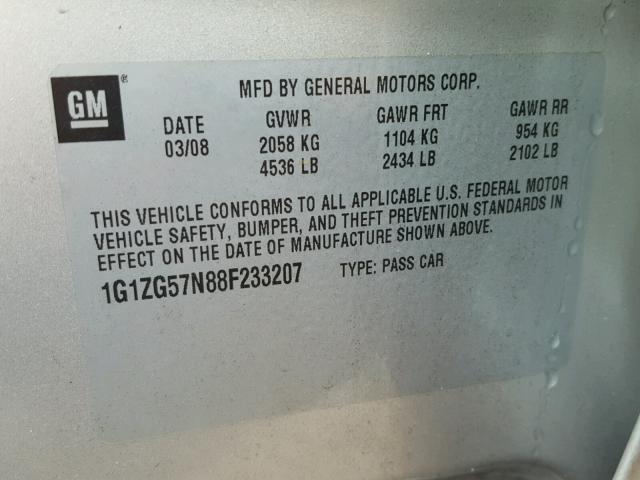 GM®
MFD BY GENERAL MOTORS CORP.
DATE GVWR GAWR FRT GAWR RR
03/08 2058 KG 1104 KG 954 KG
4536 LB 2434 LB 2102 LB
THIS VEHICLE CONFORMS TO ALL APPLICABLE U.S. FEDERAL MOTOR
VEHICLE SAFETY, BUMPER, AND THEFT PREVENTION STANDARDS IN
EFFECT ON THE DATE OF MANUFACTURE SHOWN ABOVE.
1G1ZG57N88F233207 TYPE: PASS CAR